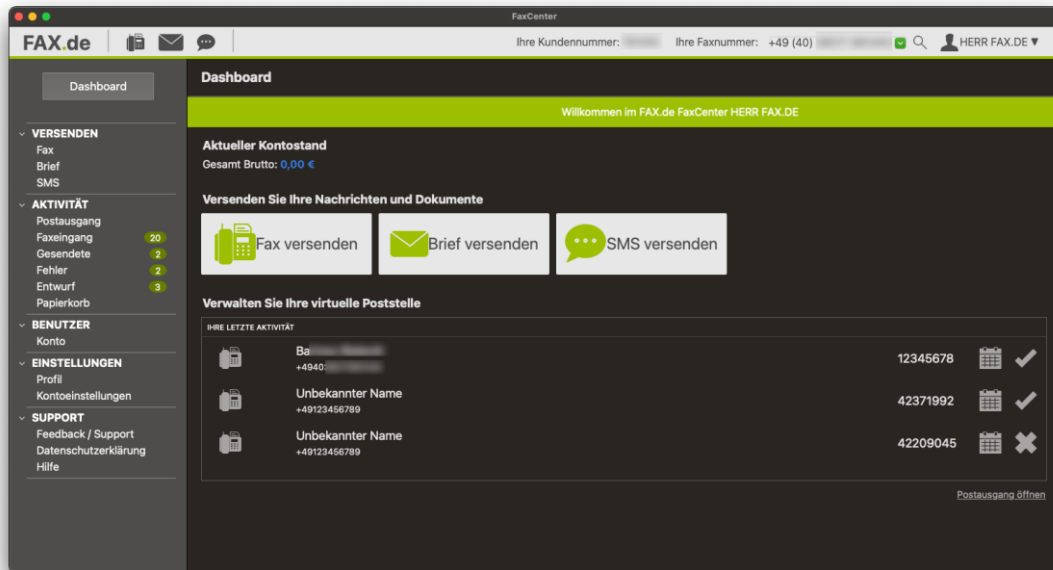 FaxCenter
FAX.de
Ihre Kundennummer: Ihre Faxnummer: +49 (40) HERR FAX.DE ▼
Dashboard
VERSENDEN
Fax
Brief
SMS
AKTIVITÄT
Postausgang
Faxeingang 20
Gesendete 2
Fehler 2
Entwurf 3
Papierkorb
BENUTZER
Konto
EINSTELLUNGEN
Profil
Kontoeinstellungen
SUPPORT
Feedback / Support
Datenschutzerklärung
Hilfe
Dashboard
Willkommen im FAX.de FaxCenter HERR FAX.DE
Aktueller Kontostand
Gesamt Brutto: 0,00 €
Versenden Sie Ihre Nachrichten und Dokumente
Fax versenden
Brief versenden
SMS versenden
Verwalten Sie Ihre virtuelle Poststelle
IHRE LETZTE AKTIVITÄT
12345678
Unbekannter Name
+49123456789
42371992
Unbekannter Name
+49123456789
42209045
Postausgang öffnen